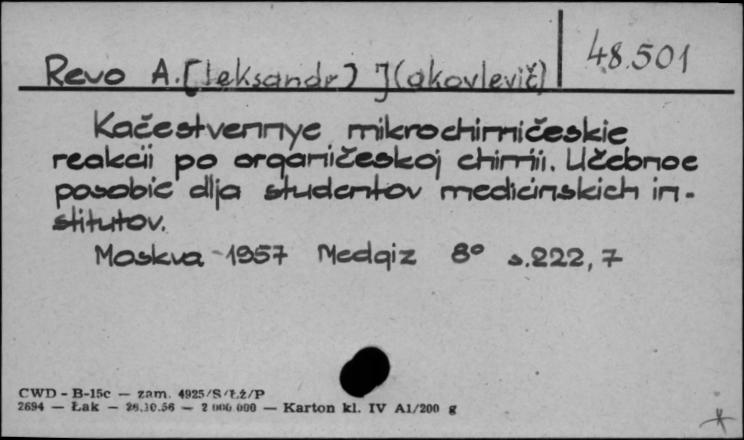 48.501
Revo A.[leksandr] J(akovlevič)
Kačestvennye mikrochimičeskie
reakcii po organičeskoj chimii. Učebnoe
posobie dlja studentov medicinskich in-
stitutov.
Moskva 1957 Medgiz 8° s.222, 7
CWD - B-15c — zam. 4925/S/Łż/P
2694 — Łak — 26.10.56 — 2 000 000 — Karton kl. IV A1/200 g